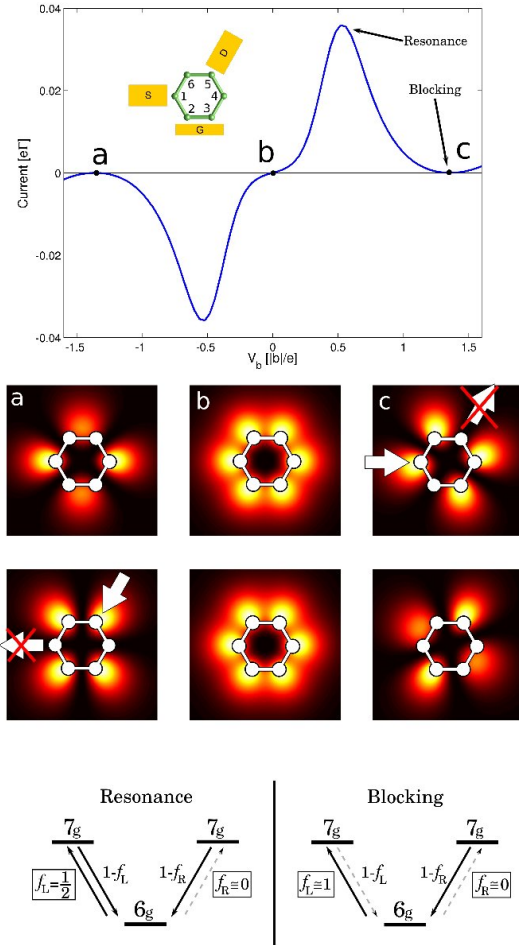 0.04
0.02
0
-0.02
-0.04
Current [eΓ]
-1.5
-1
-0.5
0
0.5
1
1.5
V_b [|b|/e]
S
D
G
6 5
1 4
2 3
a
b
c
Resonance
Blocking
a
b
c
Resonance
Blocking
7g
7g
7g
7g
f_L=1/2
1-f_L
1-f_R
f_R≅0
f_L≅1
1-f_L
1-f_R
f_R≅0
6g
6g